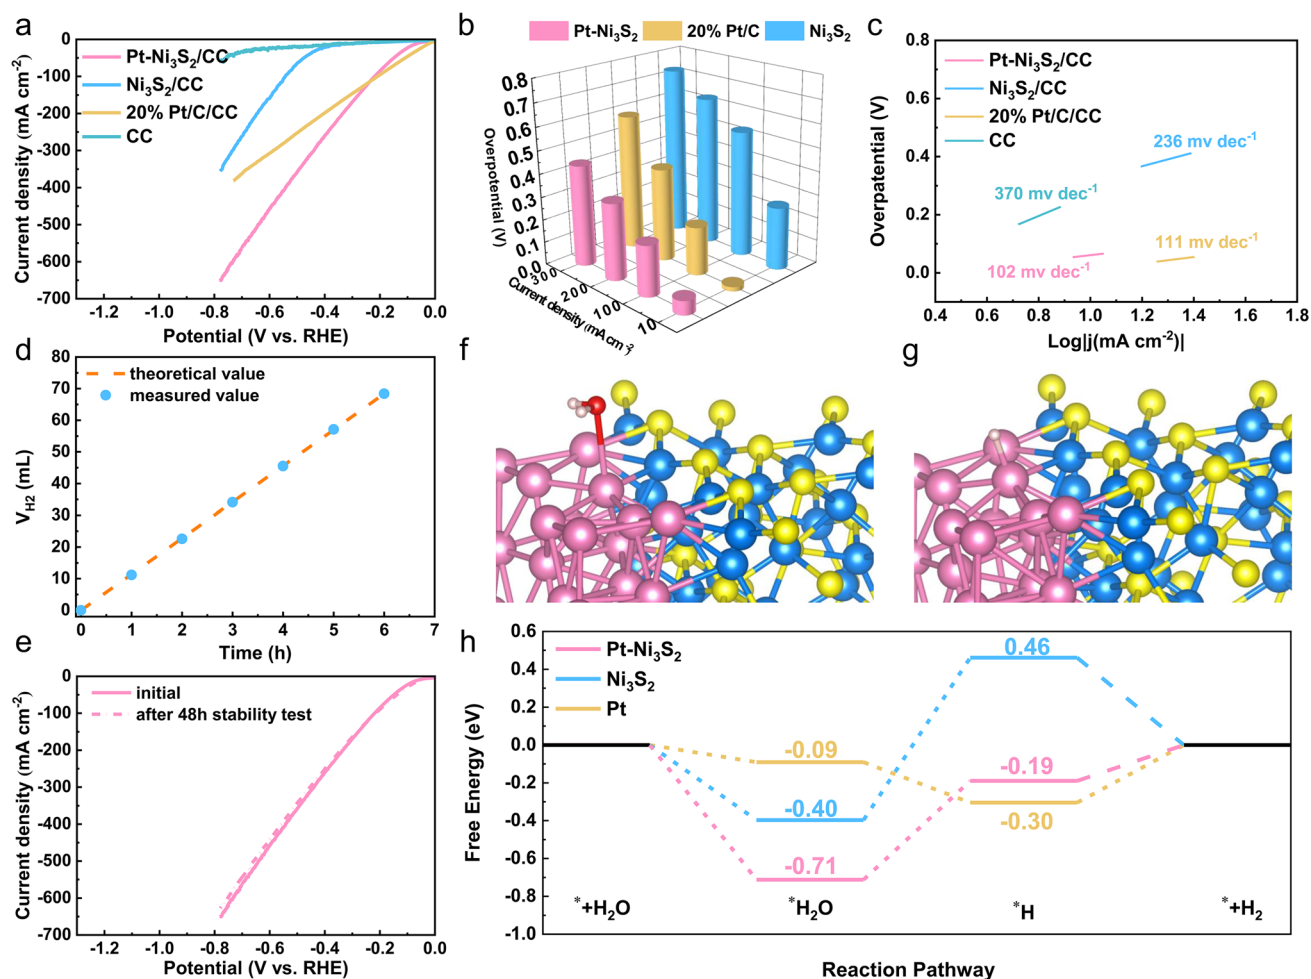 a
Pt-Ni₃S₂/CC
Ni₃S₂/CC
20% Pt/C/CC
CC
0
-100
-200
-300
-400
-500
-600
-700
-1.2 -1.0 -0.8 -0.6 -0.4 -0.2 0.0
Current density (mA cm⁻²)
Potential (V vs. RHE)
b
Pt-Ni₃S₂ 20% Pt/C Ni₃S₂
0.8
0.7
0.6
0.5
0.4
0.3
0.2
0.1
0.0
Overpotential (V)
300
200
100
10
Current density (mA cm⁻²)
c
Pt-Ni₃S₂/CC
Ni₃S₂/CC
20% Pt/C/CC
CC
236 mv dec⁻¹
370 mv dec⁻¹
111 mv dec⁻¹
102 mv dec⁻¹
0.8
0.6
0.4
0.2
0.0
0.4 0.6 0.8 1.0 1.2 1.4 1.6 1.8
Overpatential (V)
Log|j(mA cm⁻²)|
d
theoretical value
measured value
80
70
60
50
40
30
20
10
0
0 1 2 3 4 5 6 7
V_H2 (mL)
Time (h)
e
initial
after 48h stability test
0
-100
-200
-300
-400
-500
-600
-700
-1.2 -1.0 -0.8 -0.6 -0.4 -0.2 0.0
Current density (mA cm⁻²)
Potential (V vs. RHE)
f
g
h
Pt-Ni₃S₂
Ni₃S₂
Pt
0.6
0.4
0.2
0.0
-0.2
-0.4
-0.6
-0.8
-1.0
Free Energy (eV)
0.46
-0.09
-0.19
-0.40
-0.30
-0.71
*+H₂O *H₂O *H *+H₂
Reaction Pathway